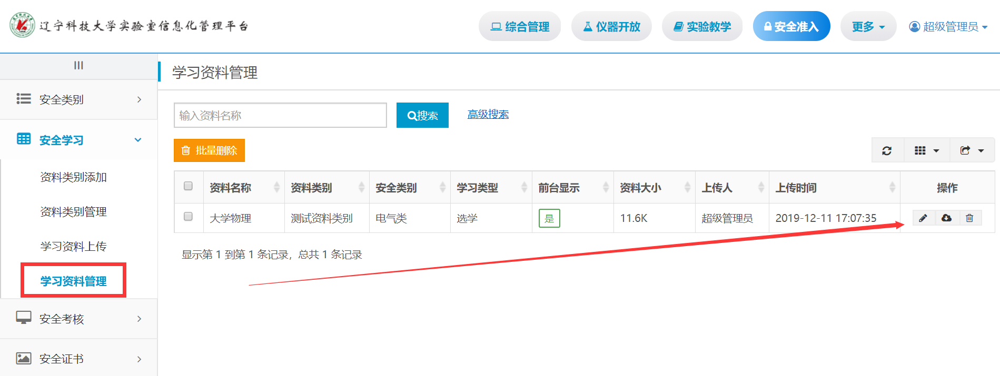 辽宁科技大学实验室信息化管理平台
综合管理
仪器开放
实验教学
安全准入
更多
超级管理员
安全类别
安全学习
资料类别添加
资料类别管理
学习资料上传
学习资料管理
安全考核
安全证书
学习资料管理
输入资料名称
搜索
高级搜索
批量删除
资料名称 资料类别 安全类别 学习类型 前台显示 资料大小 上传人 上传时间 操作
大学物理 测试资料类别 电气类 选学 是 11.6K 超级管理员 2019-12-11 17:07:35
显示第 1 到第 1 条记录，总共 1 条记录